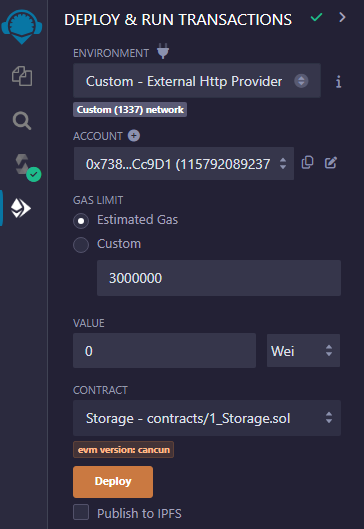 DEPLOY & RUN TRANSACTIONS
ENVIRONMENT
Custom - External Http Provider
Custom (1337) network
ACCOUNT
0x738...Cc9D1 (115792089237
GAS LIMIT
Estimated Gas
Custom
3000000
VALUE
0
Wei
CONTRACT
Storage - contracts/1_Storage.sol
evm version: cancun
Deploy
Publish to IPFS